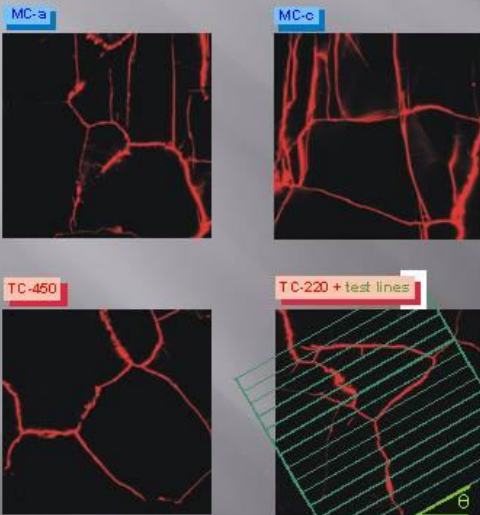 MC-a
MC-c
TC-450
TC-220 + test lines
θ